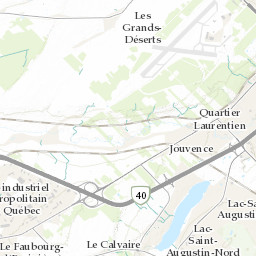 Les
Grands-
Déserts
Quartier
Laurentien
Jouvence
40
industriel
Québec
Le Faubourg-
Le Calvaire
Lac-
Saint-
Augustin-Nord
Lac-Sa
Augustin